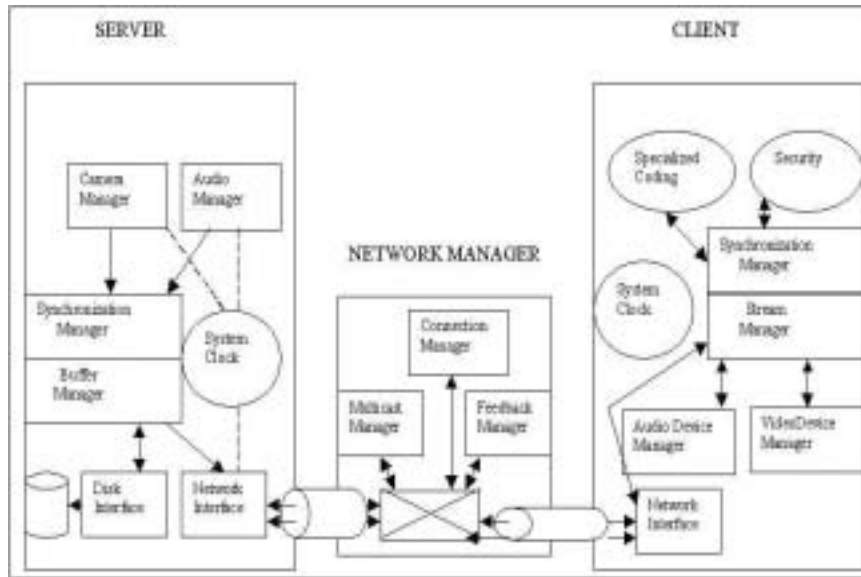 SERVER
CLIENT
Camera
Manager
Audio
Manager
Synchronization
Manager
Buffer
Manager
System
Clock
Disk
Interface
Network
Interface
NETWORK MANAGER
Connection
Manager
Multicast
Manager
Feedback
Manager
Specialized
Coding
Security
Synchronization
Manager
System
Clock
Stream
Manager
Audio Device
Manager
VideoDevice
Manager
Network
Interface